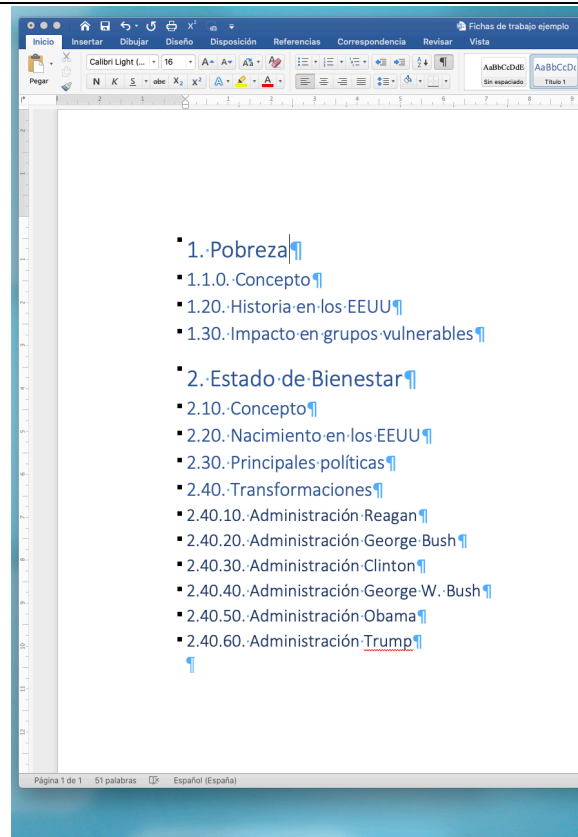 Fichas de trabajo ejemplo
Inicio Insertar Dibujar Diseño Disposición Referencias Correspondencia Revisar Vista
Pegar
Calibri Light (... 16
N K S abc X₂ X² A A
AaBbCcDdE
Sin espaciado
AaBbCcDc
Título 1
1. Pobreza¶
1.1.0. Concepto¶
1.20. Historia en los EEUU¶
1.30. Impacto en grupos vulnerables¶
2. Estado de Bienestar¶
2.10. Concepto¶
2.20. Nacimiento en los EEUU¶
2.30. Principales políticas¶
2.40. Transformaciones¶
2.40.10. Administración Reagan¶
2.40.20. Administración George Bush¶
2.40.30. Administración Clinton¶
2.40.40. Administración George W. Bush¶
2.40.50. Administración Obama¶
2.40.60. Administración Trump¶
¶
Página 1 de 1 51 palabras Español (España)